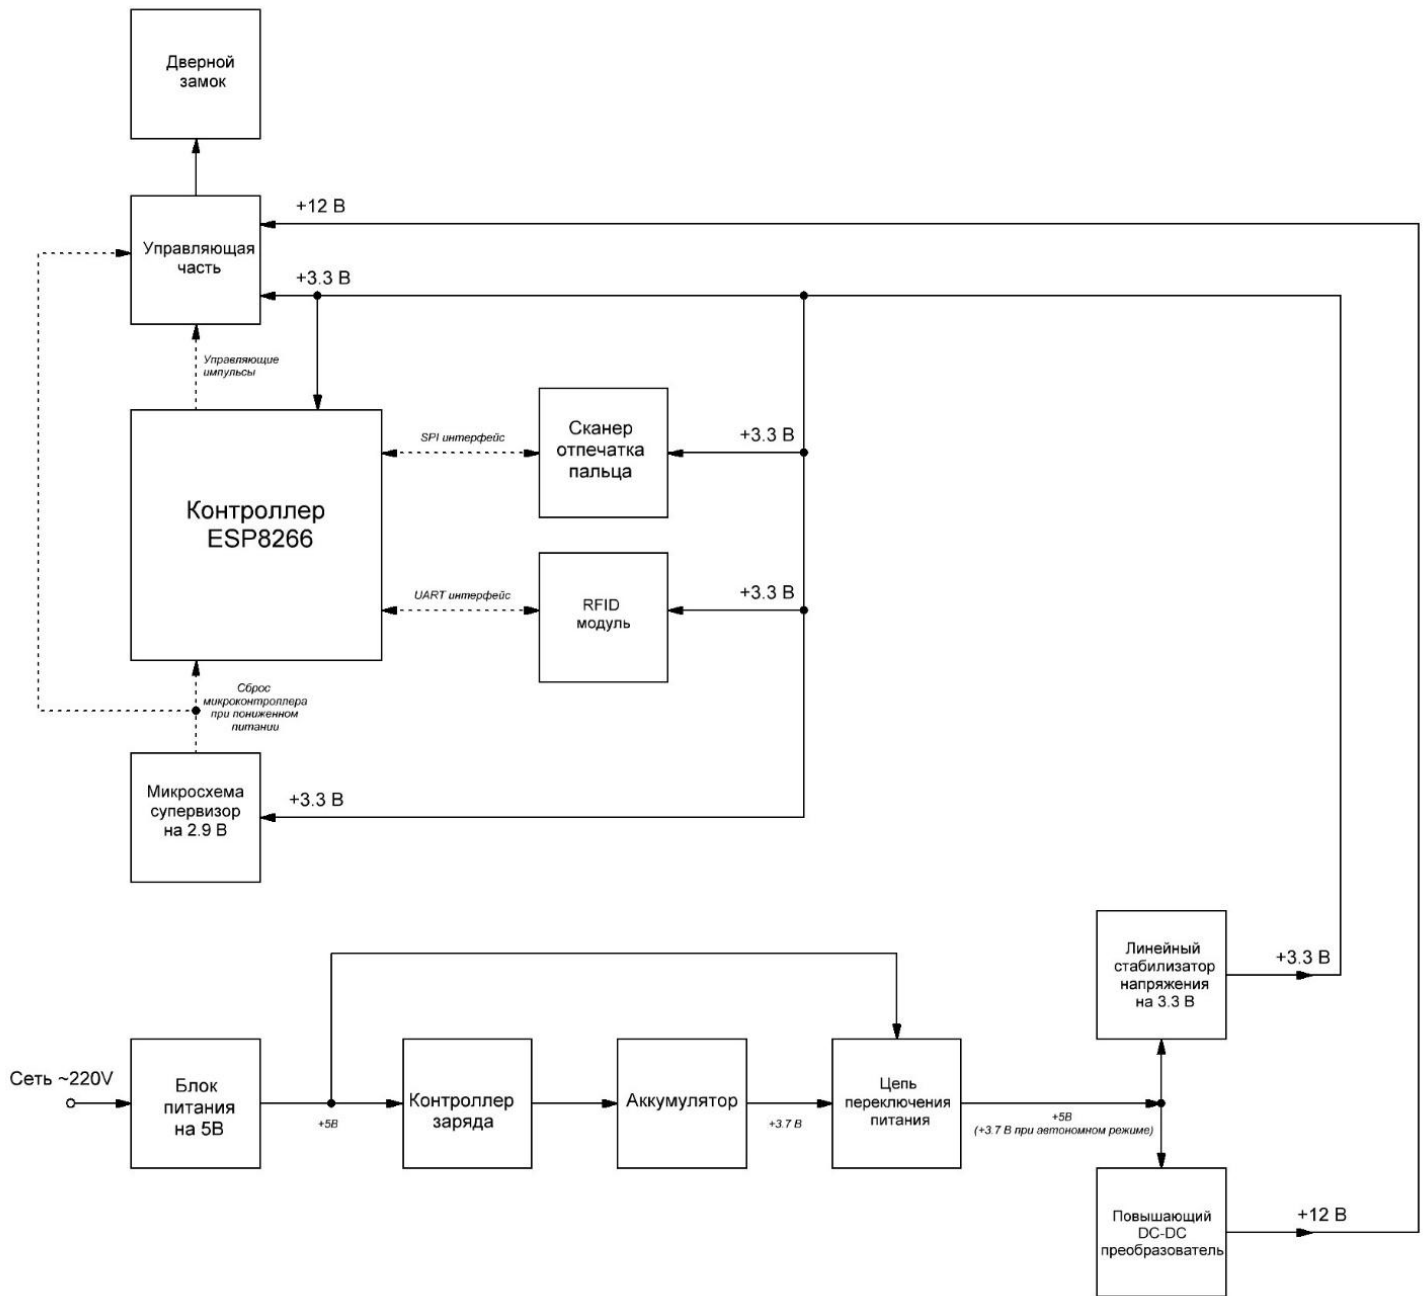 Дверной
замок
+12 В
Управляющая
часть
+3.3 В
Управляющие
импульсы
SPI интерфейс
Сканер
отпечатка
пальца
+3.3 В
Контроллер
ESP8266
UART интерфейс
RFID
модуль
+3.3 В
Сброс
микроконтроллера
при пониженном
питании
Микросхема
супервизор
на 2.9 В
+3.3 В
Линейный
стабилизатор
напряжения
на 3.3 В
+3.3 В
Сеть ~220V
Блок
питания
на 5В
+5В
Контроллер
заряда
Аккумулятор
+3.7 В
Цепь
переключения
питания
+5В
(+3.7 В при автономном режиме)
Повышающий
DC-DC
преобразователь
+12 В